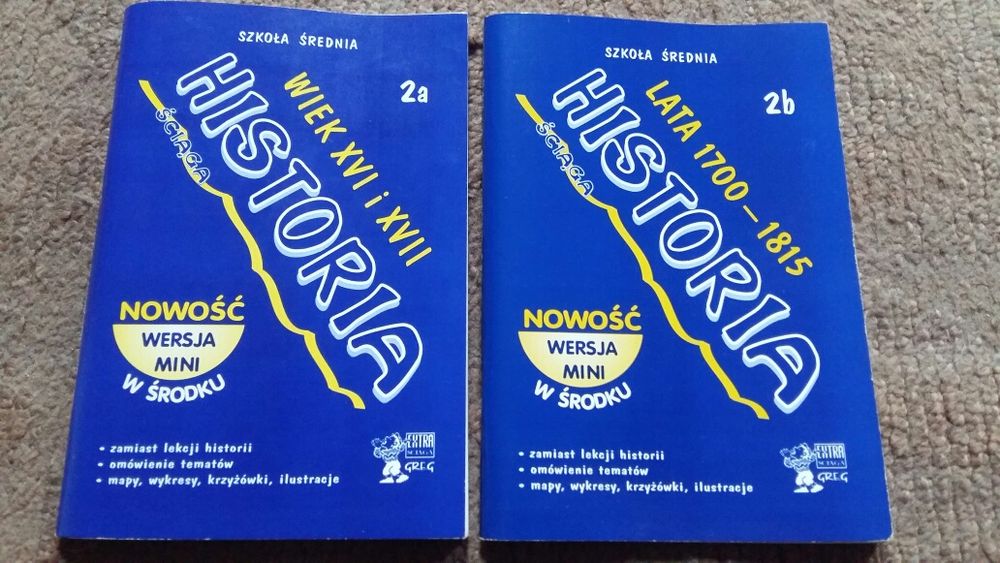 SZKOŁA ŚREDNIA
2a
WIEK XVI i XVII
HISTORIA
ŚCIĄGA
NOWOŚĆ
WERSJA
MINI
W ŚRODKU
• zamiast lekcji historii
• omówienie tematów
• mapy, wykresy, krzyżówki, ilustracje
EXTRA
ŚCIĄGA
GREG
SZKOŁA ŚREDNIA
2b
LATA 1700 – 1815
HISTORIA
ŚCIĄGA
NOWOŚĆ
WERSJA
MINI
W ŚRODKU
• zamiast lekcji historii
• omówienie tematów
• mapy, wykresy, krzyżówki, ilustracje
EXTRA
ŚCIĄGA
GREG